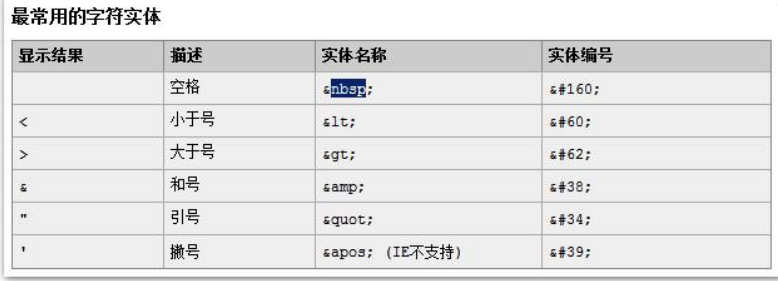 最常用的字符实体
显示结果 描述 实体名称 实体编号
空格 &nbsp; &#160;
< 小于号 &lt; &#60;
> 大于号 &gt; &#62;
& 和号 &amp; &#38;
" 引号 &quot; &#34;
' 撇号 &apos; (IE不支持) &#39;